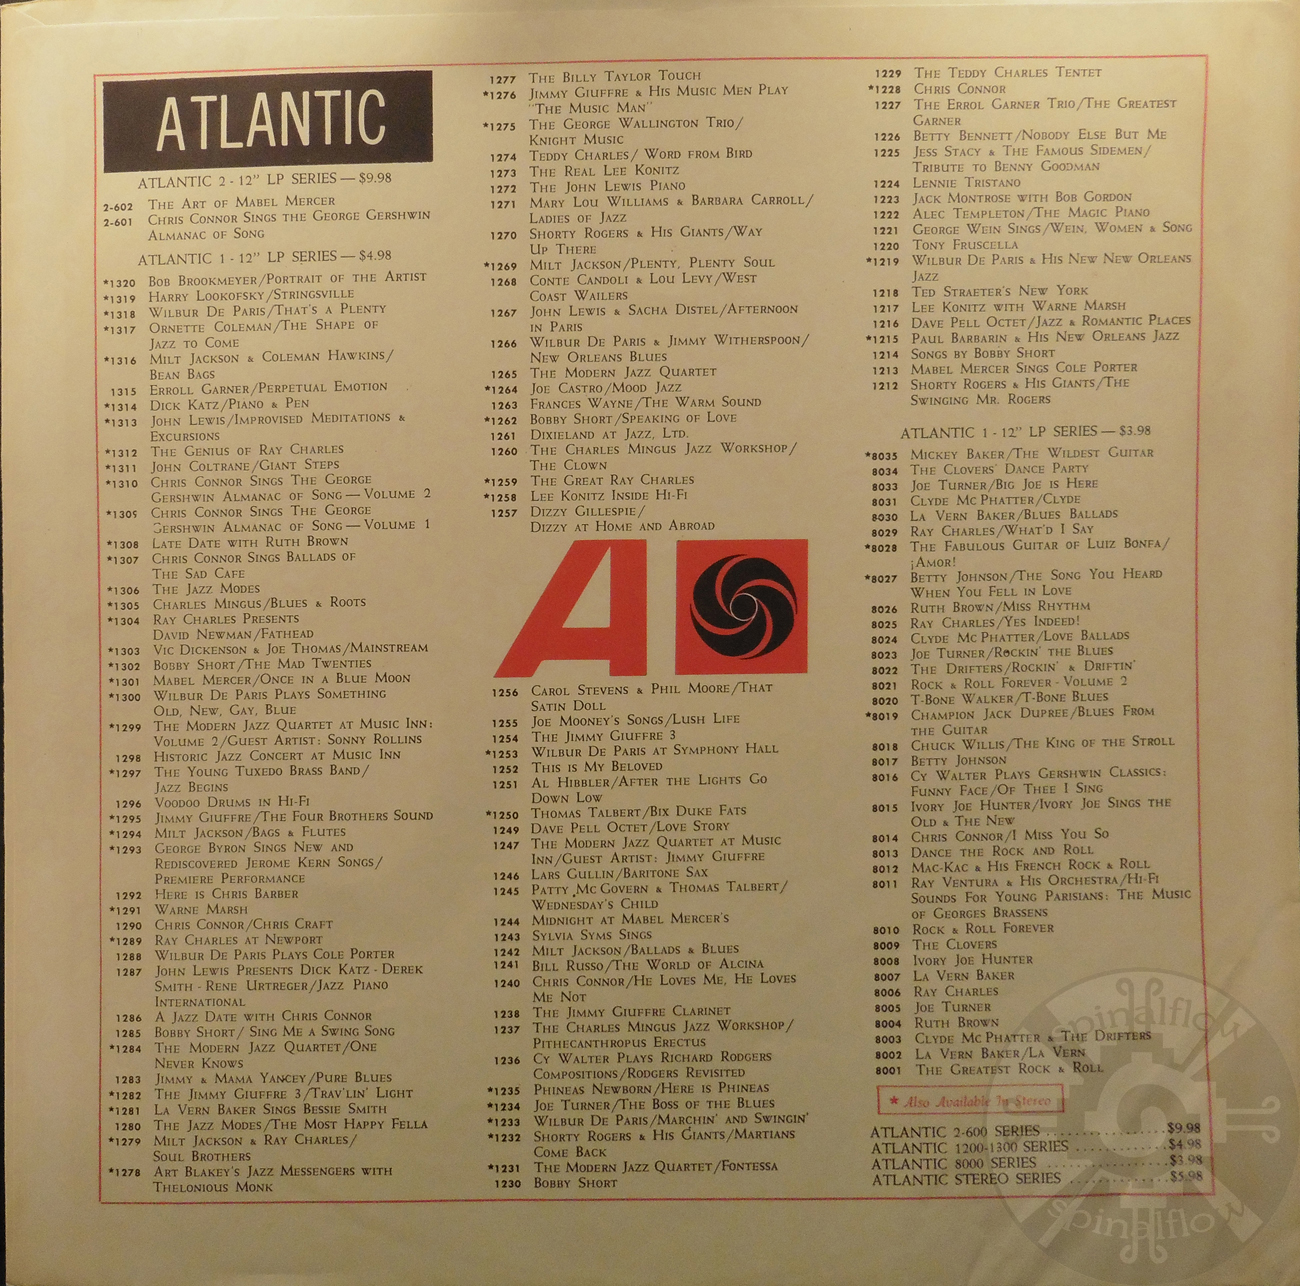 ATLANTIC
ATLANTIC 2 - 12" LP SERIES — $9.98
2-602 THE ART OF MABEL MERCER
2-601 CHRIS CONNOR SINGS THE GEORGE GERSHWIN
ALMANAC OF SONG
ATLANTIC 1 - 12" LP SERIES — $4.98
*1320 BOB BROOKMEYER/PORTRAIT OF THE ARTIST
*1319 HARRY LOOKOFSKY/STRINGSVILLE
*1318 WILBUR DE PARIS/THAT'S A PLENTY
*1317 ORNETTE COLEMAN/THE SHAPE OF
JAZZ TO COME
*1316 MILT JACKSON & COLEMAN HAWKINS/
BEAN BAGS
1315 ERROLL GARNER/PERPETUAL EMOTION
*1314 DICK KATZ/PIANO & PEN
*1313 JOHN LEWIS/IMPROVISED MEDITATIONS &
EXCURSIONS
*1312 THE GENIUS OF RAY CHARLES
*1311 JOHN COLTRANE/GIANT STEPS
*1310 CHRIS CONNOR SINGS THE GEORGE
GERSHWIN ALMANAC OF SONG — VOLUME 2
*1309 CHRIS CONNOR SINGS THE GEORGE
GERSHWIN ALMANAC OF SONG — VOLUME 1
*1308 LATE DATE WITH RUTH BROWN
*1307 CHRIS CONNOR SINGS BALLADS OF
THE SAD CAFE
*1306 THE JAZZ MODES
*1305 CHARLES MINGUS/BLUES & ROOTS
*1304 RAY CHARLES PRESENTS
DAVID NEWMAN/FATHEAD
*1303 VIC DICKENSON & JOE THOMAS/MAINSTREAM
*1302 BOBBY SHORT/THE MAD TWENTIES
*1301 MABEL MERCER/ONCE IN A BLUE MOON
*1300 WILBUR DE PARIS PLAYS SOMETHING
OLD, NEW, GAY, BLUE
*1299 THE MODERN JAZZ QUARTET AT MUSIC INN:
VOLUME 2/GUEST ARTIST: SONNY ROLLINS
1298 HISTORIC JAZZ CONCERT AT MUSIC INN
*1297 THE YOUNG TUXEDO BRASS BAND/
JAZZ BEGINS
1296 VOODOO DRUMS IN HI-FI
*1295 JIMMY GIUFFRE/THE FOUR BROTHERS SOUND
*1294 MILT JACKSON/BAGS & FLUTES
*1293 GEORGE BYRON SINGS NEW AND
REDISCOVERED JEROME KERN SONGS/
PREMIERE PERFORMANCE
1292 HERE IS CHRIS BARBER
*1291 WARNE MARSH
1290 CHRIS CONNOR/CHRIS CRAFT
*1289 RAY CHARLES AT NEWPORT
1288 WILBUR DE PARIS PLAYS COLE PORTER
1287 JOHN LEWIS PRESENTS DICK KATZ - DEREK
SMITH - RENE URTREGER/JAZZ PIANO
INTERNATIONAL
1286 A JAZZ DATE WITH CHRIS CONNOR
1285 BOBBY SHORT/ SING ME A SWING SONG
*1284 THE MODERN JAZZ QUARTET/ONE
NEVER KNOWS
1283 JIMMY & MAMA YANCEY/PURE BLUES
*1282 THE JIMMY GIUFFRE 3/TRAV'LIN' LIGHT
*1281 LA VERN BAKER SINGS BESSIE SMITH
1280 THE JAZZ MODES/THE MOST HAPPY FELLA
*1279 MILT JACKSON & RAY CHARLES/
SOUL BROTHERS
*1278 ART BLAKEY'S JAZZ MESSENGERS WITH
THELONIOUS MONK
1277 THE BILLY TAYLOR TOUCH
*1276 JIMMY GIUFFRE & HIS MUSIC MEN PLAY
"THE MUSIC MAN"
*1275 THE GEORGE WALLINGTON TRIO/
KNIGHT MUSIC
1274 TEDDY CHARLES/ WORD FROM BIRD
1273 THE REAL LEE KONITZ
1272 THE JOHN LEWIS PIANO
1271 MARY LOU WILLIAMS & BARBARA CARROLL/
LADIES OF JAZZ
1270 SHORTY ROGERS & HIS GIANTS/WAY
UP THERE
*1269 MILT JACKSON/PLENTY, PLENTY SOUL
1268 CONTE CANDOLI & LOU LEVY/WEST
COAST WAILERS
1267 JOHN LEWIS & SACHA DISTEL/AFTERNOON
IN PARIS
1266 WILBUR DE PARIS & JIMMY WITHERSPOON/
NEW ORLEANS BLUES
1265 THE MODERN JAZZ QUARTET
*1264 JOE CASTRO/MOOD JAZZ
1263 FRANCES WAYNE/THE WARM SOUND
*1262 BOBBY SHORT/SPEAKING OF LOVE
1261 DIXIELAND AT JAZZ, LTD.
1260 THE CHARLES MINGUS JAZZ WORKSHOP/
THE CLOWN
*1259 THE GREAT RAY CHARLES
*1258 LEE KONITZ INSIDE HI-FI
1257 DIZZY GILLESPIE/
DIZZY AT HOME AND ABROAD
A
1256 CAROL STEVENS & PHIL MOORE/THAT
SATIN DOLL
1255 JOE MOONEY'S SONGS/LUSH LIFE
1254 THE JIMMY GIUFFRE 3
*1253 WILBUR DE PARIS AT SYMPHONY HALL
1252 THIS IS MY BELOVED
1251 AL HIBBLER/AFTER THE LIGHTS GO
DOWN LOW
*1250 THOMAS TALBERT/BIX DUKE FATS
1249 DAVE PELL OCTET/LOVE STORY
1247 THE MODERN JAZZ QUARTET AT MUSIC
INN/GUEST ARTIST: JIMMY GIUFFRE
1246 LARS GULLIN/BARITONE SAX
1245 PATTY MC GOVERN & THOMAS TALBERT/
WEDNESDAY'S CHILD
1244 MIDNIGHT AT MABEL MERCER'S
1243 SYLVIA SYMS SINGS
1242 MILT JACKSON/BALLADS & BLUES
1241 BILL RUSSO/THE WORLD OF ALCINA
1240 CHRIS CONNOR/HE LOVES ME, HE LOVES
ME NOT
1238 THE JIMMY GIUFFRE CLARINET
1237 THE CHARLES MINGUS JAZZ WORKSHOP/
PITHECANTHROPUS ERECTUS
1236 CY WALTER PLAYS RICHARD RODGERS
COMPOSITIONS/RODGERS REVISITED
*1235 PHINEAS NEWBORN/HERE IS PHINEAS
*1234 JOE TURNER/THE BOSS OF THE BLUES
*1233 WILBUR DE PARIS/MARCHIN' AND SWINGIN'
*1232 SHORTY ROGERS & HIS GIANTS/MARTIANS
COME BACK
*1231 THE MODERN JAZZ QUARTET/FONTESSA
1230 BOBBY SHORT
1229 THE TEDDY CHARLES TENTET
*1228 CHRIS CONNOR
1227 THE ERROL GARNER TRIO/THE GREATEST
GARNER
1226 BETTY BENNETT/NOBODY ELSE BUT ME
1225 JESS STACY & THE FAMOUS SIDEMEN/
TRIBUTE TO BENNY GOODMAN
1224 LENNIE TRISTANO
1223 JACK MONTROSE WITH BOB GORDON
1222 ALEC TEMPLETON/THE MAGIC PIANO
1221 GEORGE WEIN SINGS/WEIN, WOMEN & SONG
1220 TONY FRUSCELLA
*1219 WILBUR DE PARIS & HIS NEW NEW ORLEANS
JAZZ
1218 TED STRAETER'S NEW YORK
1217 LEE KONITZ WITH WARNE MARSH
1216 DAVE PELL OCTET/JAZZ & ROMANTIC PLACES
*1215 PAUL BARBARIN & HIS NEW ORLEANS JAZZ
1214 SONGS BY BOBBY SHORT
1213 MABEL MERCER SINGS COLE PORTER
1212 SHORTY ROGERS & HIS GIANTS/THE
SWINGING MR. ROGERS
ATLANTIC 1 - 12" LP SERIES — $3.98
*8035 MICKEY BAKER/THE WILDEST GUITAR
8034 THE CLOVERS' DANCE PARTY
8033 JOE TURNER/BIG JOE IS HERE
8031 CLYDE MC PHATTER/CLYDE
8030 LA VERN BAKER/BLUES BALLADS
8029 RAY CHARLES/WHAT'D I SAY
*8028 THE FABULOUS GUITAR OF LUIZ BONFA/
¡AMOR!
*8027 BETTY JOHNSON/THE SONG YOU HEARD
WHEN YOU FELL IN LOVE
8026 RUTH BROWN/MISS RHYTHM
8025 RAY CHARLES/YES INDEED!
8024 CLYDE MC PHATTER/LOVE BALLADS
8023 JOE TURNER/ROCKIN' THE BLUES
8022 THE DRIFTERS/ROCKIN' & DRIFTIN'
8021 ROCK & ROLL FOREVER - VOLUME 2
8020 T-BONE WALKER/T-BONE BLUES
*8019 CHAMPION JACK DUPREE/BLUES FROM
THE GUITAR
8018 CHUCK WILLIS/THE KING OF THE STROLL
8017 BETTY JOHNSON
8016 CY WALTER PLAYS GERSHWIN CLASSICS:
FUNNY FACE/OF THEE I SING
8015 IVORY JOE HUNTER/IVORY JOE SINGS THE
OLD & THE NEW
8014 CHRIS CONNOR/I MISS YOU SO
8013 DANCE THE ROCK AND ROLL
8012 MAC-KAC & HIS FRENCH ROCK & ROLL
8011 RAY VENTURA & HIS ORCHESTRA/HI-FI
SOUNDS FOR YOUNG PARISIANS: THE MUSIC
OF GEORGES BRASSENS
8010 ROCK & ROLL FOREVER
8009 THE CLOVERS
8008 IVORY JOE HUNTER
8007 LA VERN BAKER
8006 RAY CHARLES
8005 JOE TURNER
8004 RUTH BROWN
8003 CLYDE MC PHATTER & THE DRIFTERS
8002 LA VERN BAKER/LA VERN
8001 THE GREATEST ROCK & ROLL
* Also Available In Stereo
ATLANTIC 2-600 SERIES .................. $9.98
ATLANTIC 1200-1300 SERIES ............ $4.98
ATLANTIC 8000 SERIES .................. $3.98
ATLANTIC STEREO SERIES .............. $5.98
spinalflow
spinalflow